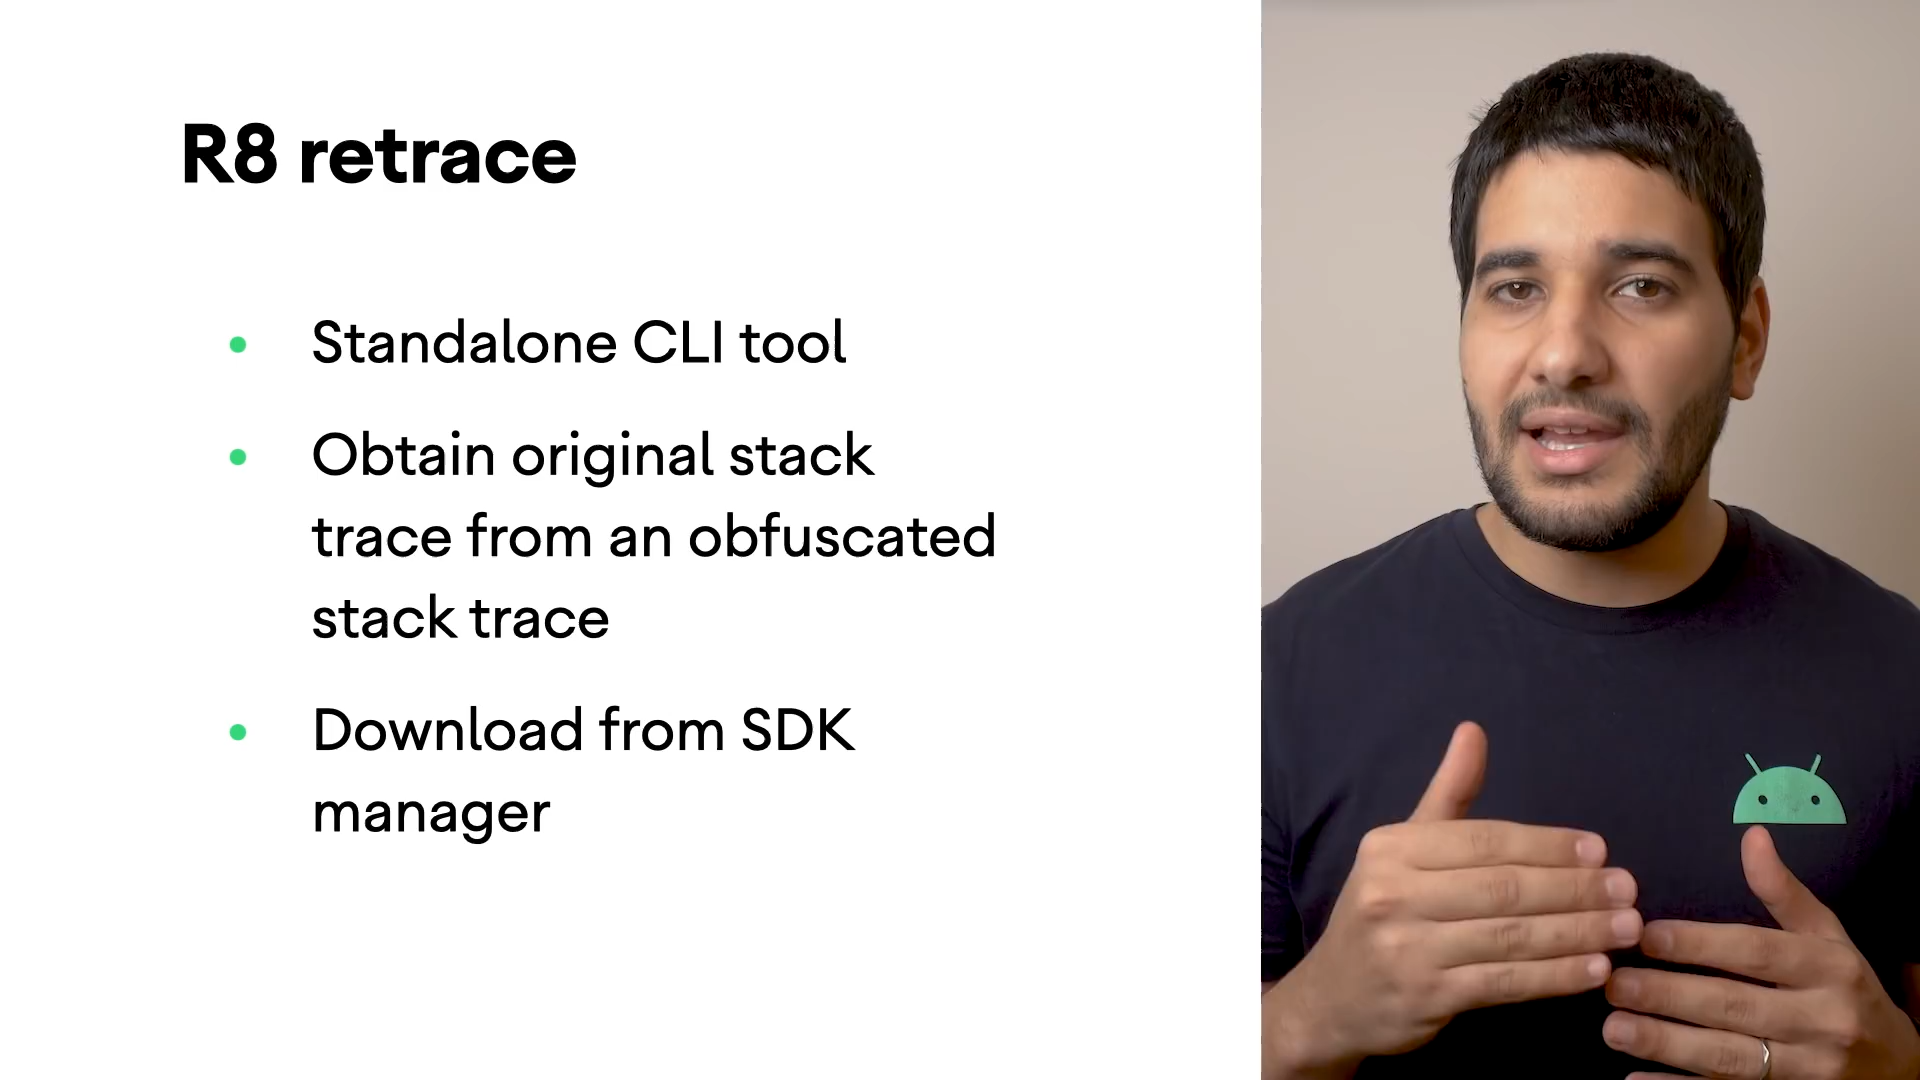 R8 retrace
• Standalone CLI tool
• Obtain original stack
trace from an obfuscated
stack trace
• Download from SDK
manager